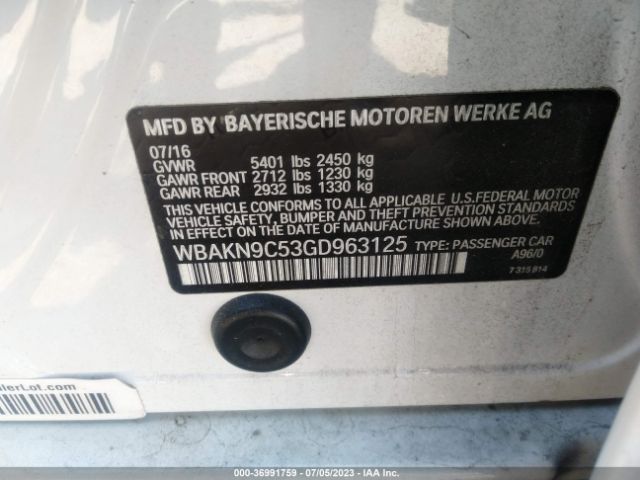 MFD BY BAYERISCHE MOTOREN WERKE AG
07/16
GVWR 5401 lbs 2450 kg
GAWR FRONT 2712 lbs 1230 kg
GAWR REAR 2932 lbs 1330 kg
THIS VEHICLE CONFORMS TO ALL APPLICABLE U.S.FEDERAL MOTOR
VEHICLE SAFETY, BUMPER AND THEFT PREVENTION STANDARDS
IN EFFECT ON THE DATE OF MANUFACTURE SHOWN ABOVE.
WBAKN9C53GD963125 TYPE: PASSENGER CAR
A96/0
7 315 814
lerLot.com
000-36991759 - 07/05/2023 - IAA Inc.